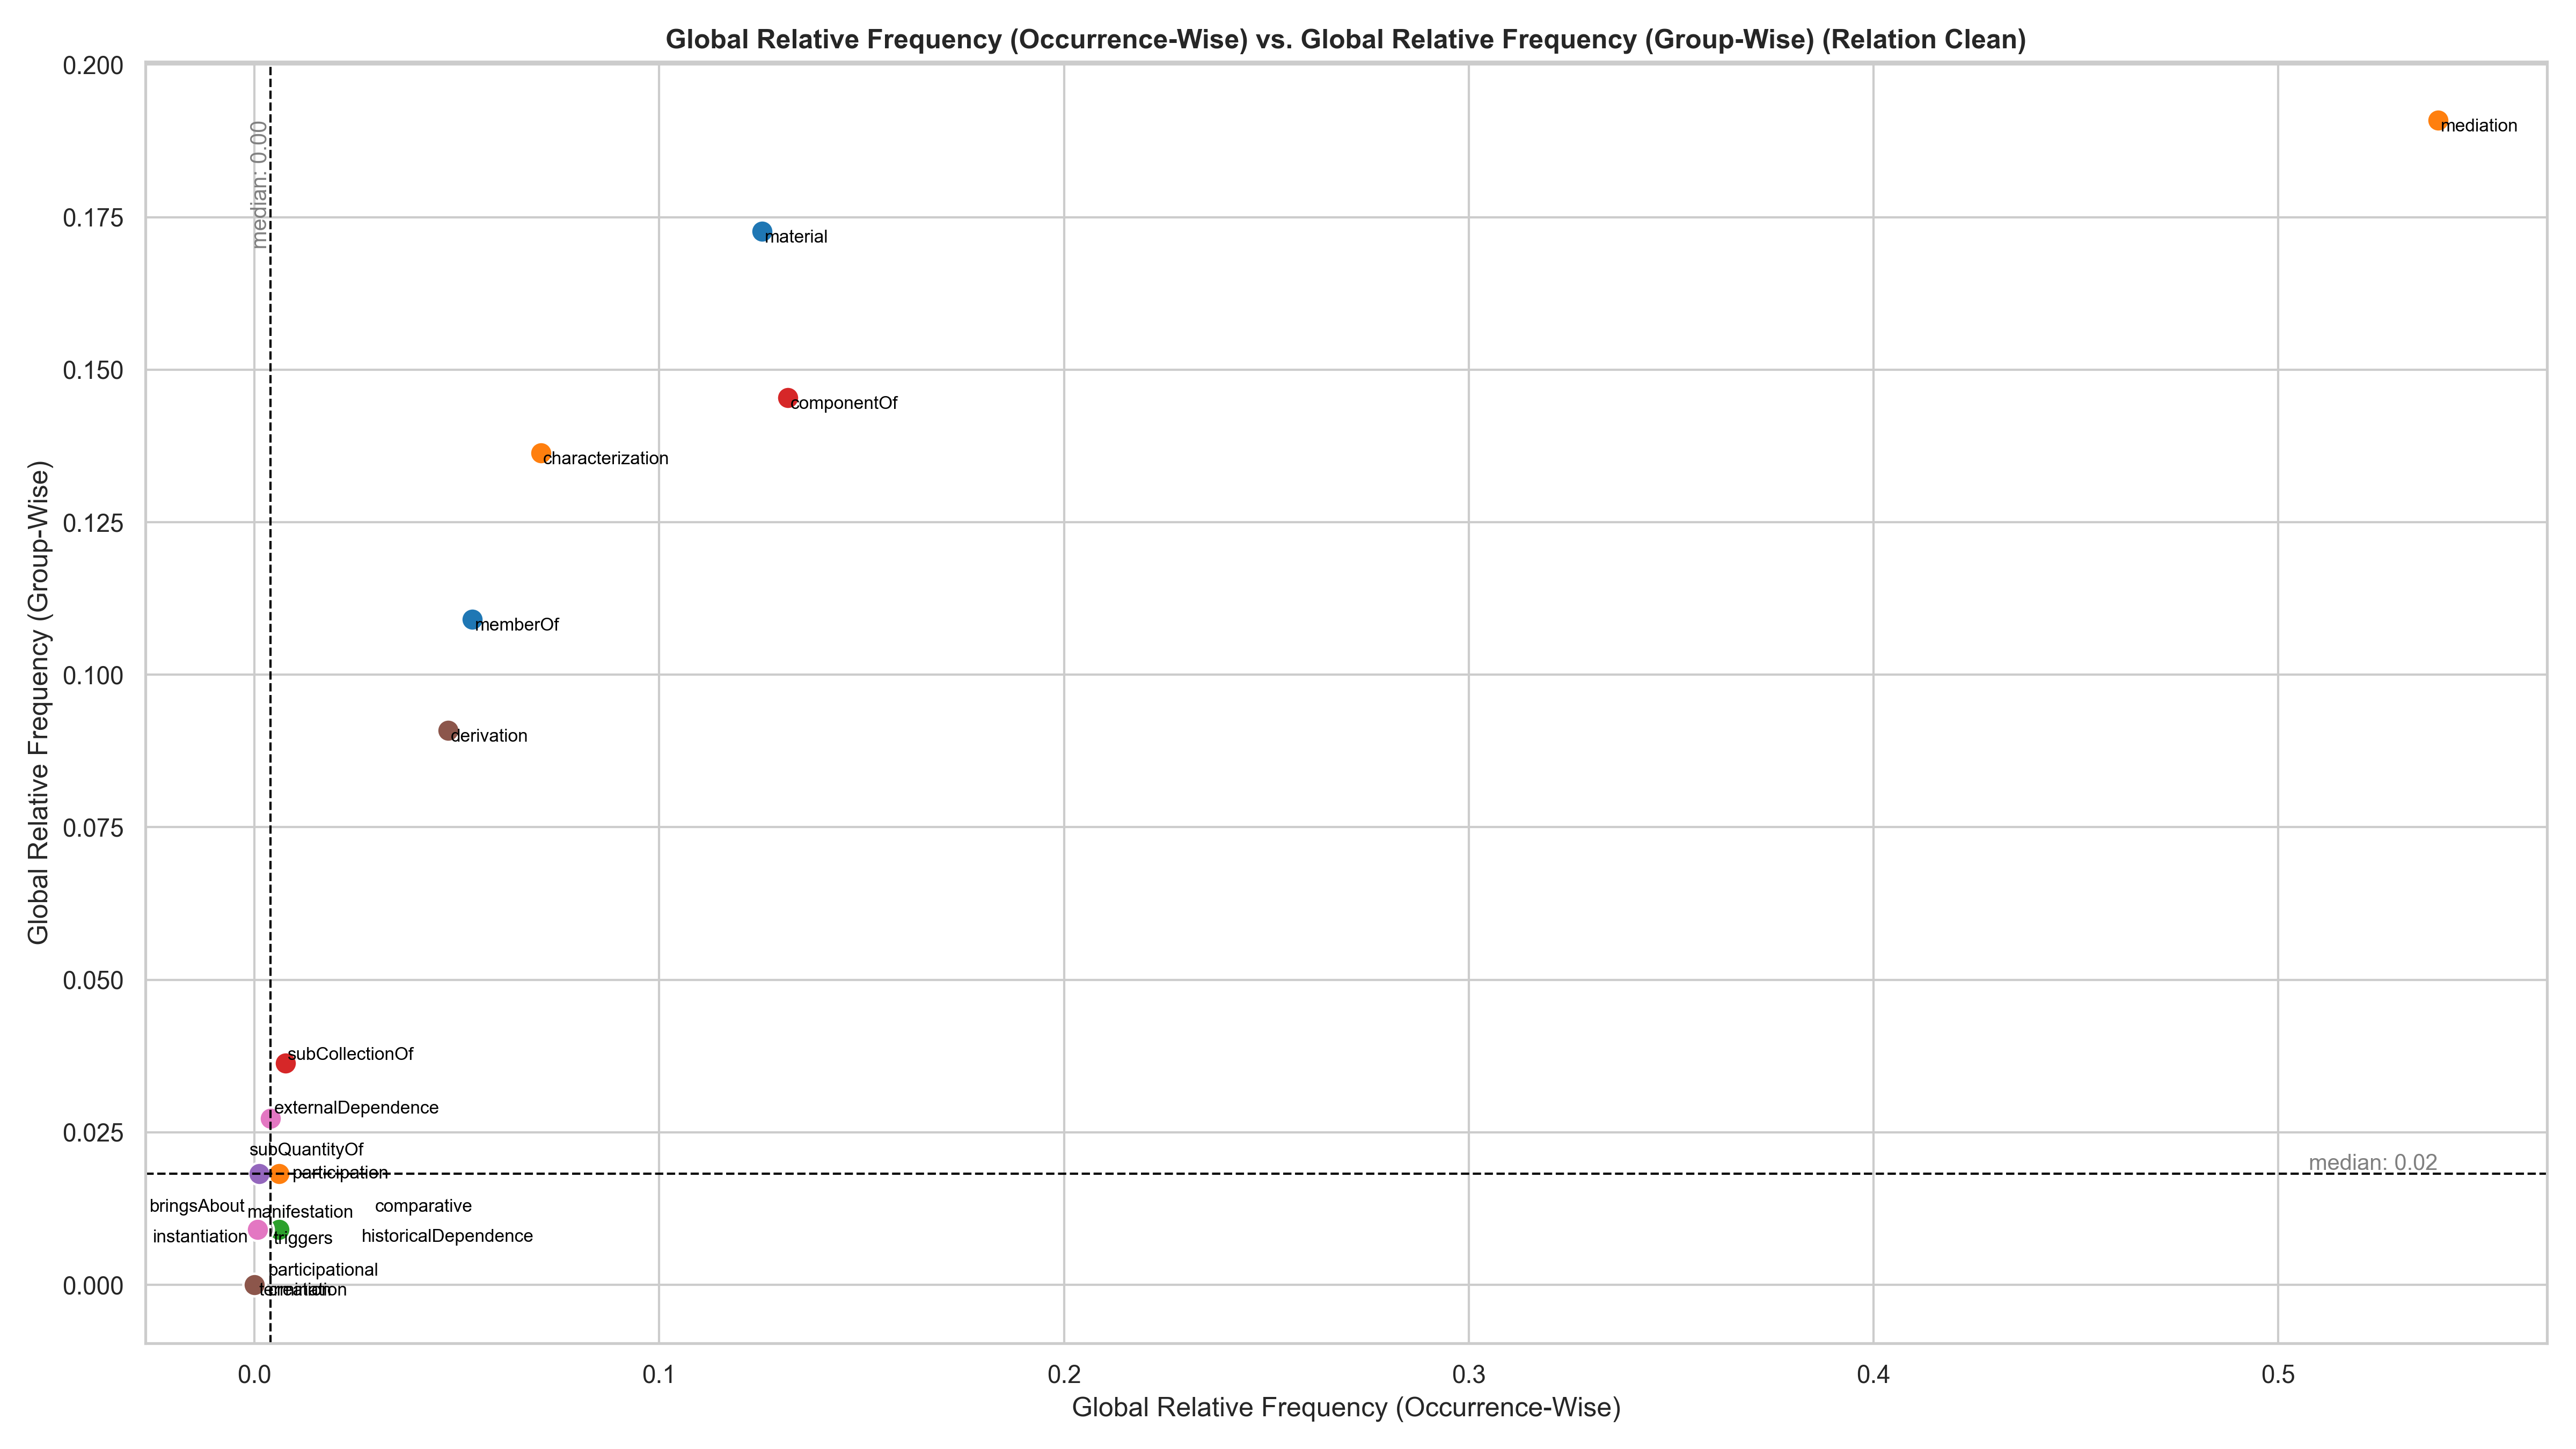 Global Relative Frequency (Occurrence-Wise) vs. Global Relative Frequency (Group-Wise) (Relation Clean)
Global Relative Frequency (Group-Wise)
0.200
0.175
0.150
0.125
0.100
0.075
0.050
0.025
0.000
median: 0.00
mediation
material
componentOf
characterization
memberOf
derivation
subCollectionOf
externalDependence
subQuantityOf
participation
median: 0.02
bringsAbout
manifestation
comparative
instantiation
triggers
historicalDependence
participational
termination
creation
0.0
0.1
0.2
0.3
0.4
0.5
Global Relative Frequency (Occurrence-Wise)